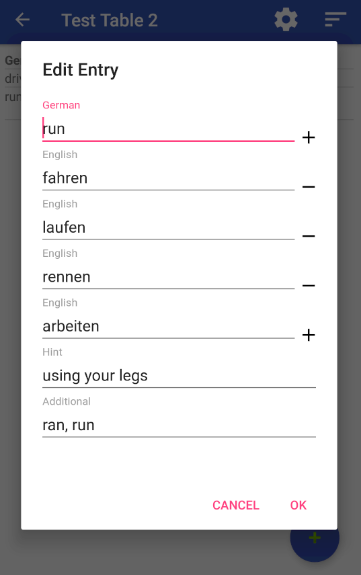 Test Table 2
Ge
Edit Entry
driv
run
German
run
English
fahren
English
laufen
English
rennen
English
arbeiten
Hint
using your legs
Additional
ran, run
CANCEL OK